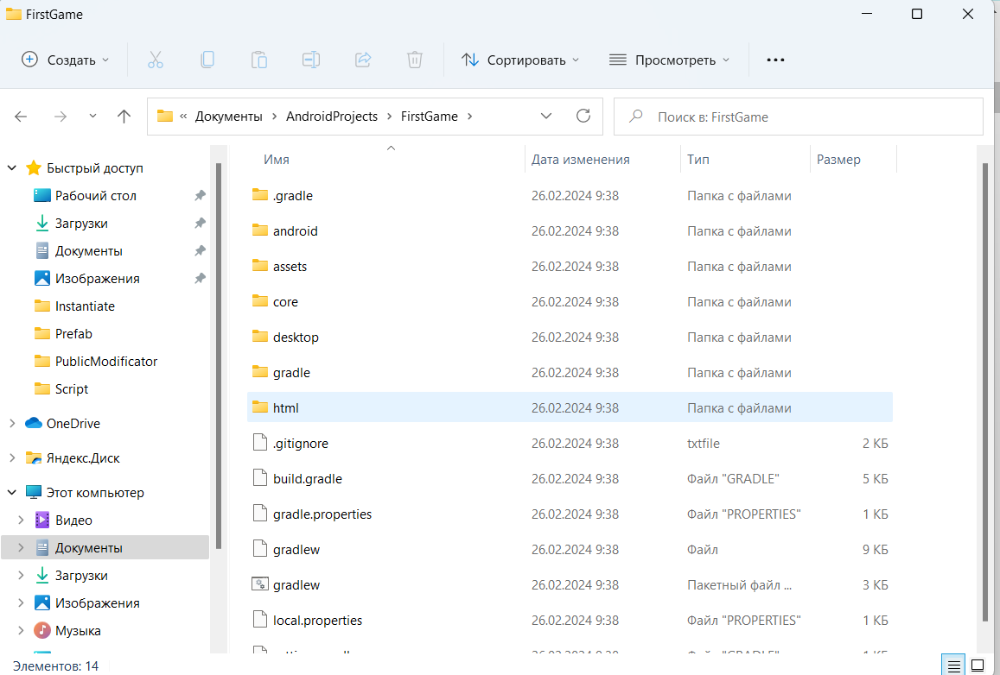 FirstGame
Создать
Сортировать
Просмотреть
« Документы > AndroidProjects > FirstGame >
Поиск в: FirstGame
Быстрый доступ
Рабочий стол
Загрузки
Документы
Изображения
Instantiate
Prefab
PublicModificator
Script
OneDrive
Яндекс.Диск
Этот компьютер
Видео
Документы
Загрузки
Изображения
Музыка
Имя Дата изменения Тип Размер
.gradle 26.02.2024 9:38 Папка с файлами
android 26.02.2024 9:38 Папка с файлами
assets 26.02.2024 9:38 Папка с файлами
core 26.02.2024 9:38 Папка с файлами
desktop 26.02.2024 9:38 Папка с файлами
gradle 26.02.2024 9:38 Папка с файлами
html 26.02.2024 9:38 Папка с файлами
.gitignore 26.02.2024 9:38 txtfile 2 КБ
build.gradle 26.02.2024 9:38 Файл "GRADLE" 5 КБ
gradle.properties 26.02.2024 9:38 Файл "PROPERTIES" 1 КБ
gradlew 26.02.2024 9:38 Файл 9 КБ
gradlew 26.02.2024 9:38 Пакетный файл ... 3 КБ
local.properties 26.02.2024 9:38 Файл "PROPERTIES" 1 КБ
Элементов: 14